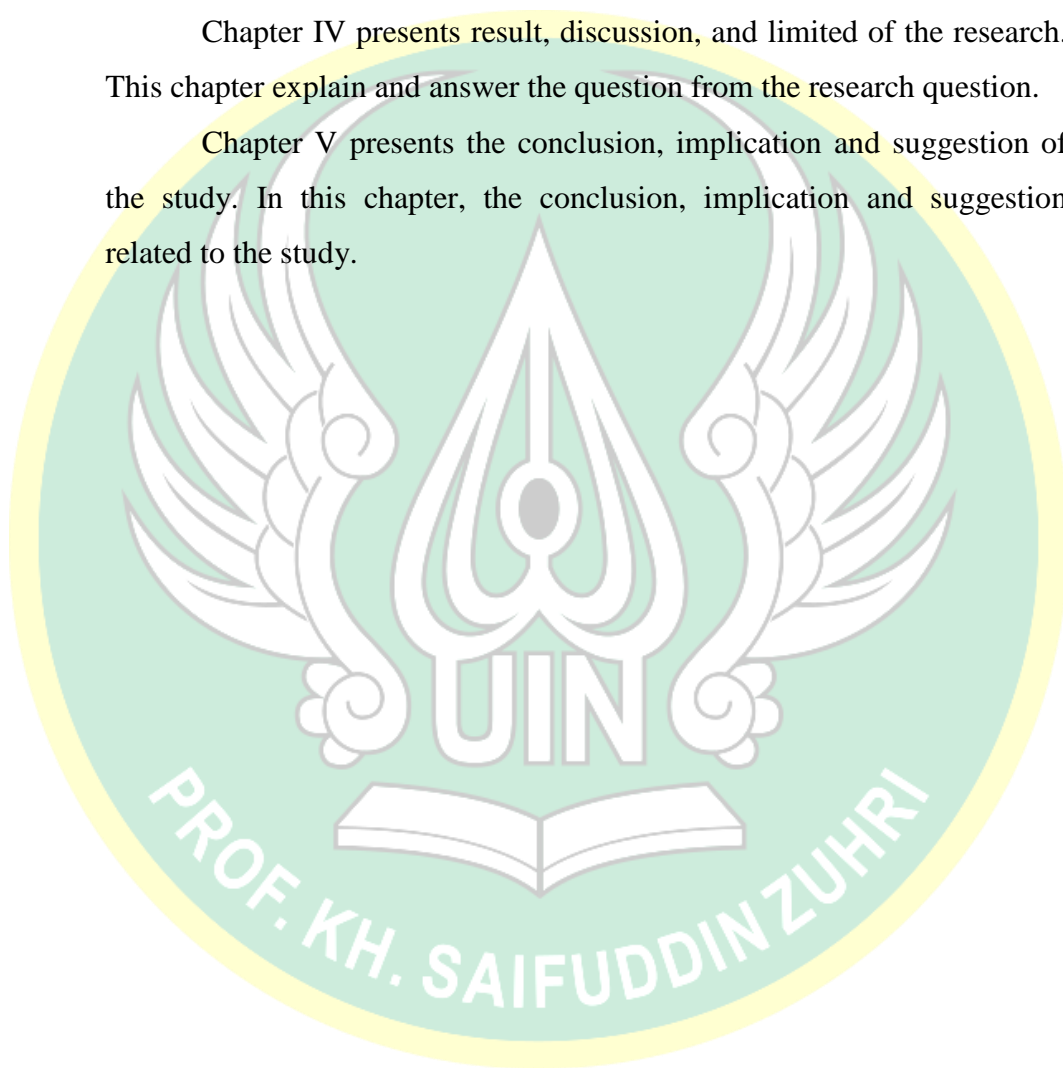 Chapter IV presents result, discussion, and limited of the research.
This chapter explain and answer the question from the research question.
Chapter V presents the conclusion, implication and suggestion of
the study. In this chapter, the conclusion, implication and suggestion
related to the study.
UIN
PROF. KH. SAIFUDDIN ZUHRI